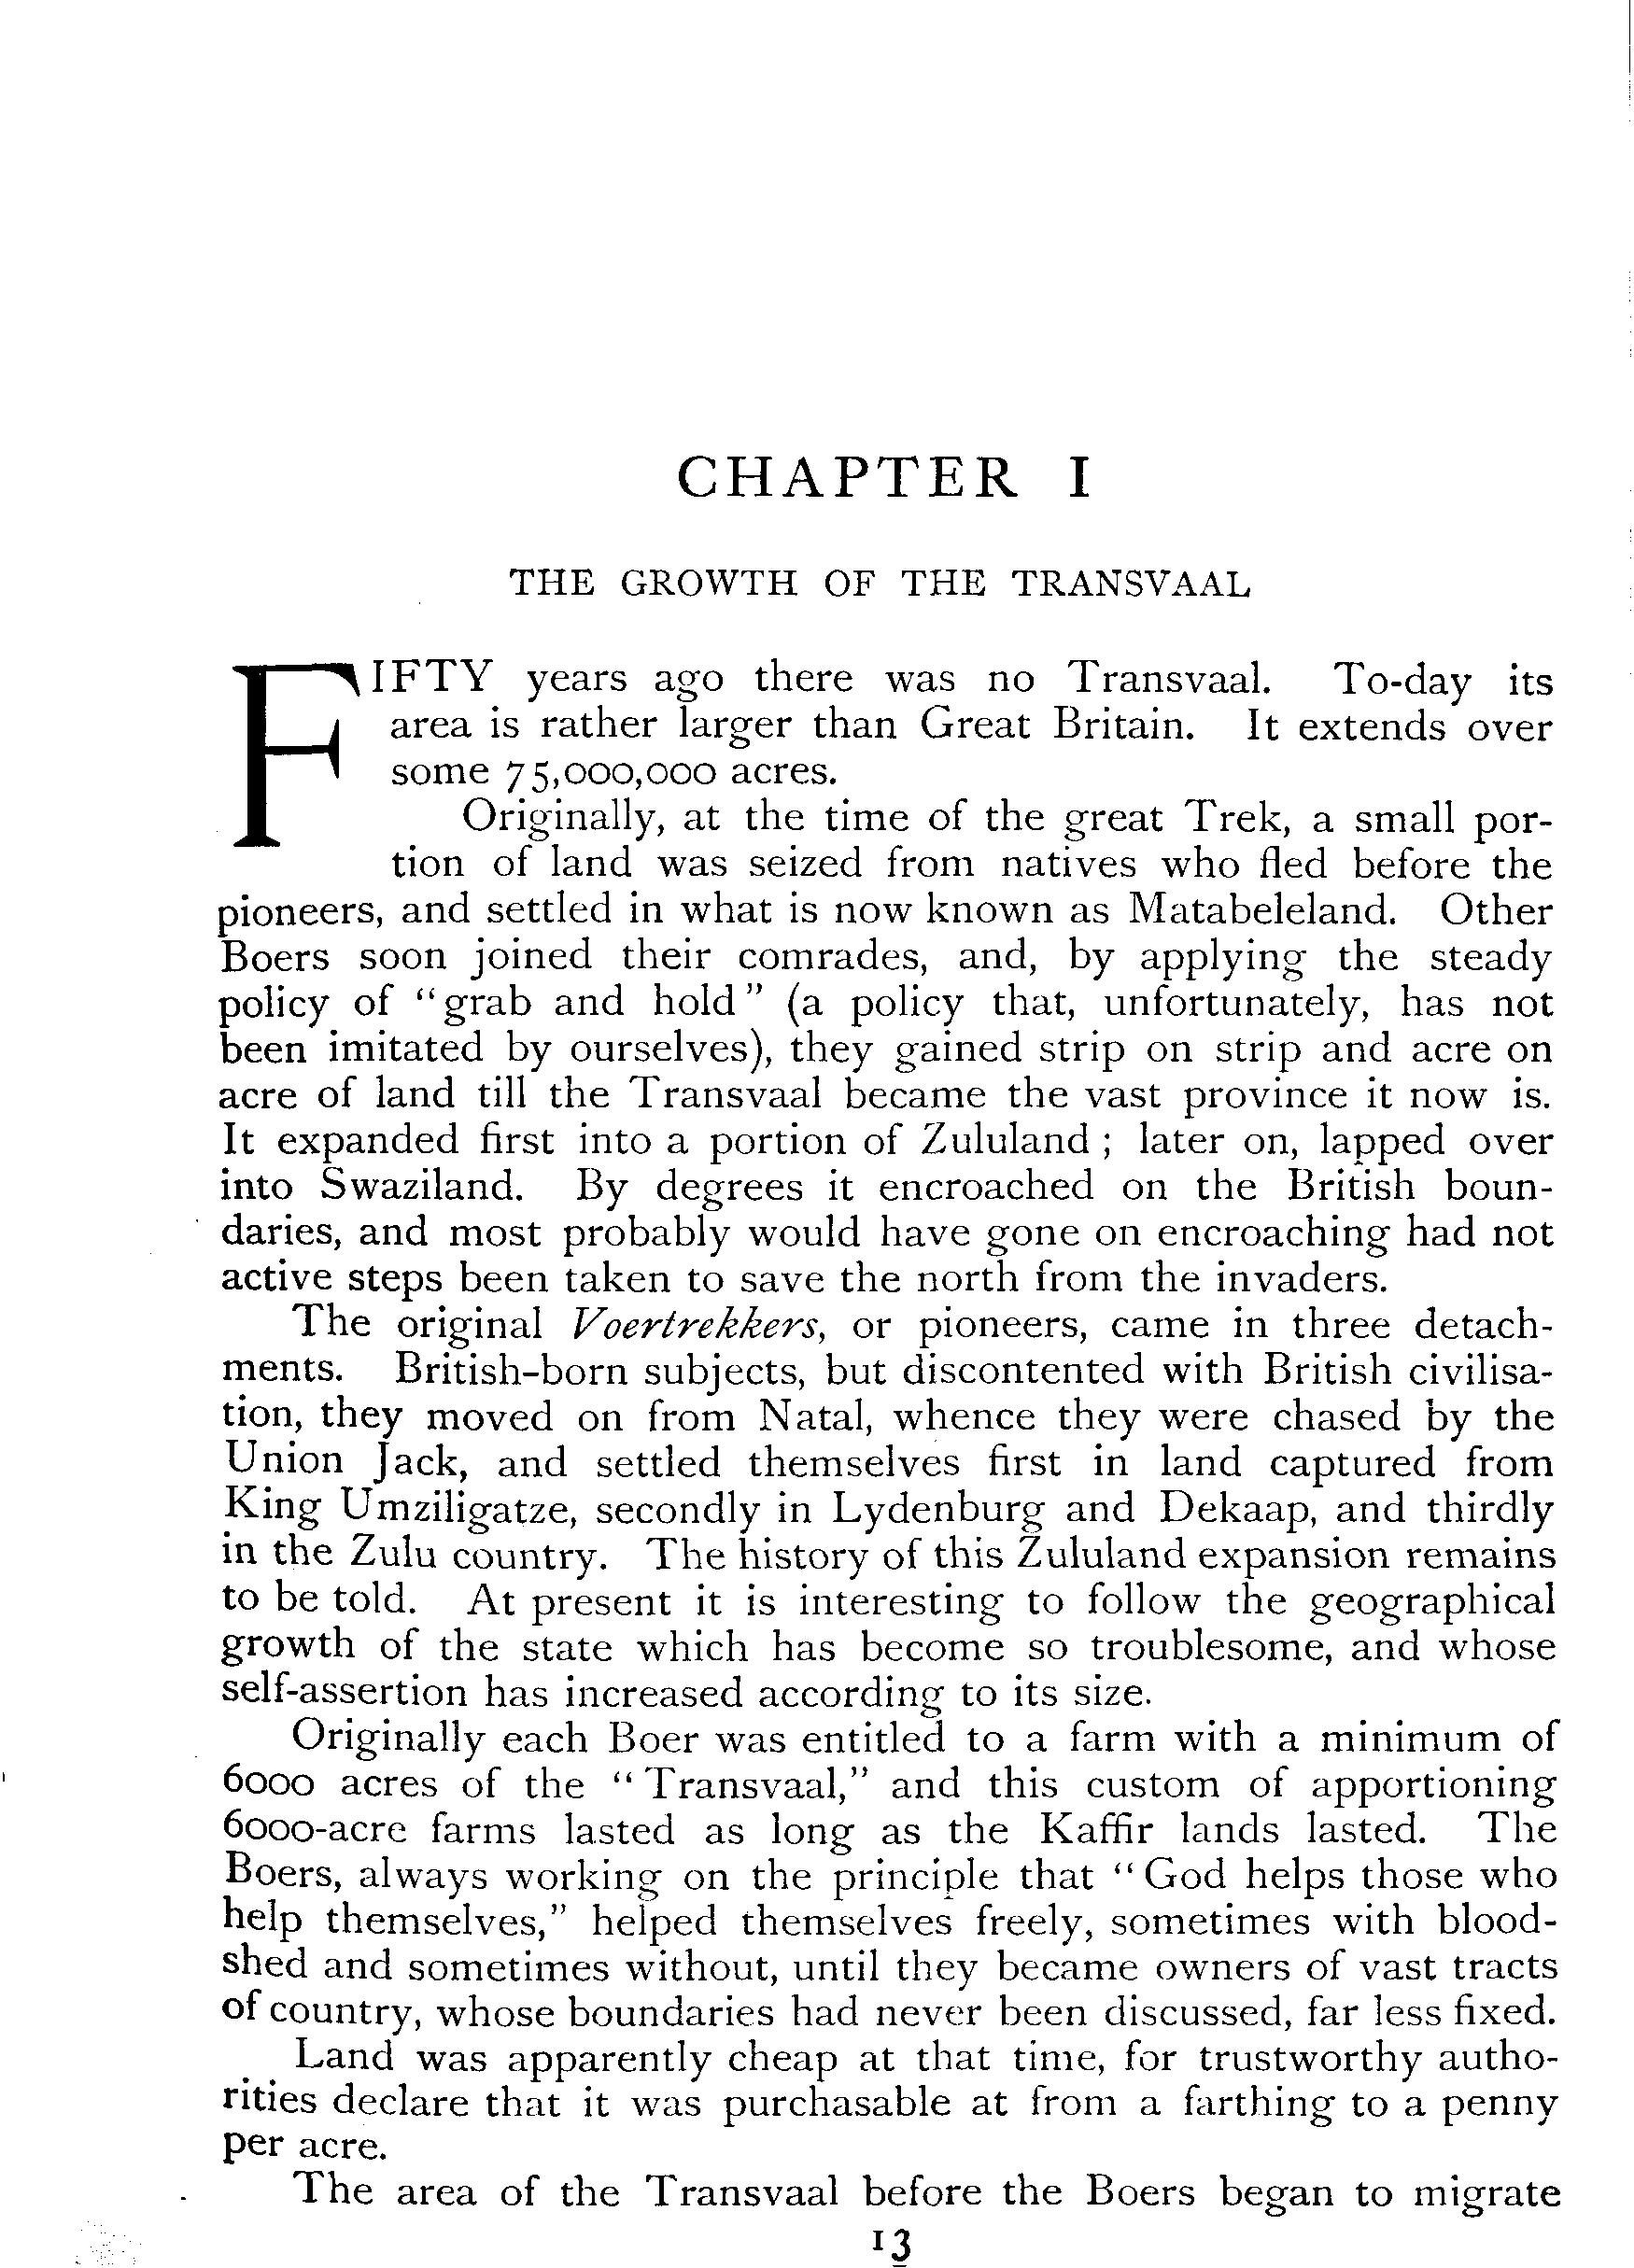 CHAPTER I
THE GROWTH OF THE TRANSVAAL
FIFTY years ago there was no Transvaal. To-day its
area is rather larger than Great Britain. It extends over
some 75,000,000 acres.
Originally, at the time of the great Trek, a small por-
tion of land was seized from natives who fled before the
pioneers, and settled in what is now known as Matabeleland. Other
Boers soon joined their comrades, and, by applying the steady
policy of "grab and hold" (a policy that, unfortunately, has not
been imitated by ourselves), they gained strip on strip and acre on
acre of land till the Transvaal became the vast province it now is.
It expanded first into a portion of Zululand; later on, lapped over
into Swaziland. By degrees it encroached on the British boun-
daries, and most probably would have gone on encroaching had not
active steps been taken to save the north from the invaders.
The original Voertrekkers, or pioneers, came in three detach-
ments. British-born subjects, but discontented with British civilisa-
tion, they moved on from Natal, whence they were chased by the
Union Jack, and settled themselves first in land captured from
King Umziligatze, secondly in Lydenburg and Dekaap, and thirdly
in the Zulu country. The history of this Zululand expansion remains
to be told. At present it is interesting to follow the geographical
growth of the state which has become so troublesome, and whose
self-assertion has increased according to its size.
Originally each Boer was entitled to a farm with a minimum of
6000 acres of the "Transvaal," and this custom of apportioning
6000-acre farms lasted as long as the Kaffir lands lasted. The
Boers, always working on the principle that "God helps those who
help themselves," helped themselves freely, sometimes with blood-
shed and sometimes without, until they became owners of vast tracts
of country, whose boundaries had never been discussed, far less fixed.
Land was apparently cheap at that time, for trustworthy autho-
rities declare that it was purchasable at from a farthing to a penny
per acre.
The area of the Transvaal before the Boers began to migrate
13